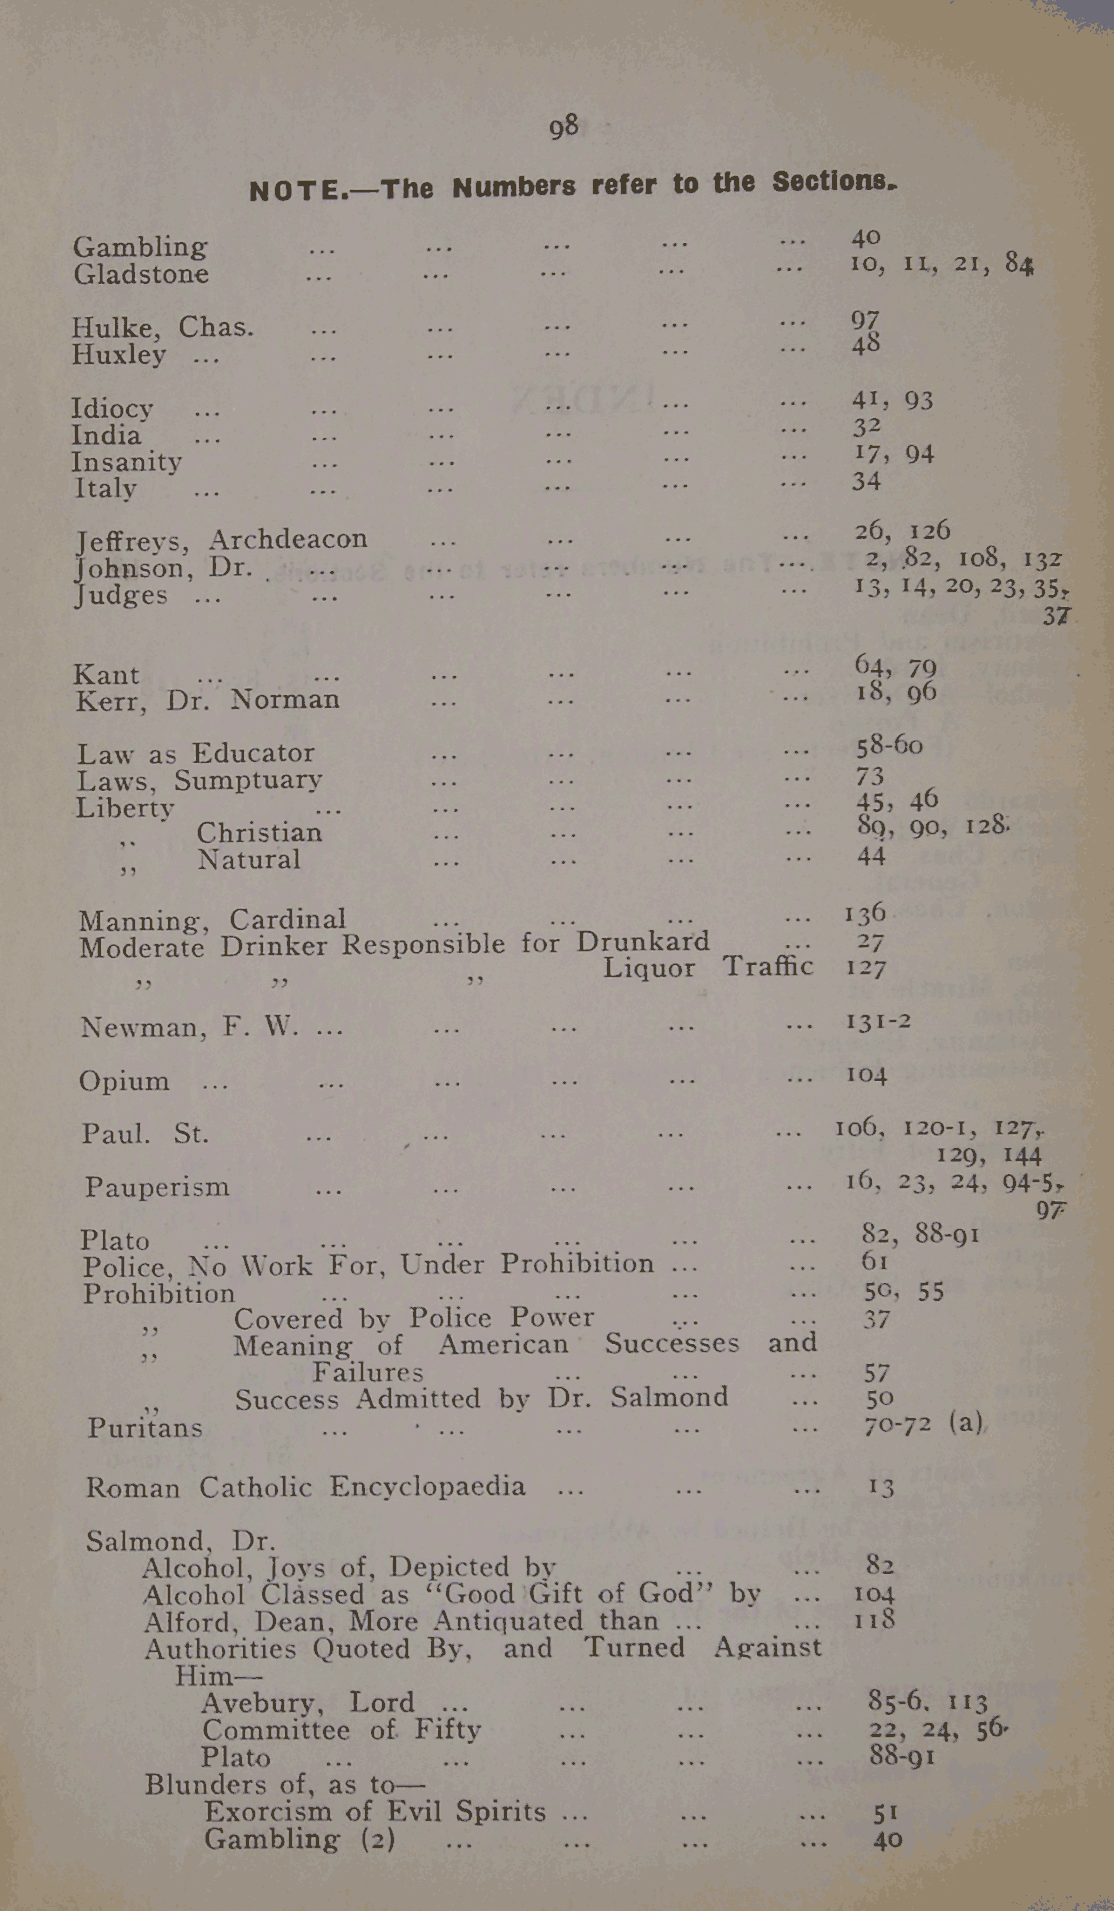 98
NOTE.—The Numbers refer to the Sections.
Gambling ... ... ... ... ... 40
Gladstone ... ... ... ... ... 10, 11, 21, 84
Hulke, Chas. ... ... ... ... ... 97
Huxley ... ... ... ... ... ... 48
Idiocy ... ... ... ... ... ... 41, 93
India ... ... ... ... ... ... 32
Insanity ... ... ... ... ... 17, 94
Italy ... ... ... ... ... ... 34
Jeffreys, Archdeacon ... ... ... ... 26, 126
Johnson, Dr. ... ... ... ... ... 2, 82, 108, 132
Judges ... ... ... ... ... ... 13, 14, 20, 23, 35,
37
Kant ... ... ... ... ... ... 64, 79
Kerr, Dr. Norman ... ... ... ... 18, 96
Law as Educator ... ... ... ... 58-60
Laws, Sumptuary ... ... ... ... 73
Liberty ... ... ... ... ... 45, 46
,, Christian ... ... ... ... 89, 90, 128.
,, Natural ... ... ... ... 44
Manning, Cardinal ... ... ... ... 136
Moderate Drinker Responsible for Drunkard ... 27
,, ,, ,, Liquor Traffic 127
Newman, F. W. ... ... ... ... ... 131-2
Opium ... ... ... ... ... ... 104
Paul. St. ... ... ... ... ... 106, 120-1, 127,
129, 144
Pauperism ... ... ... ... ... 16, 23, 24, 94-5,
97
Plato ... ... ... ... ... ... 82, 88-91
Police, No Work For, Under Prohibition ... ... 61
Prohibition ... ... ... ... ... 50, 55
,, Covered by Police Power ... ... 37
,, Meaning of American Successes and
Failures ... ... ... 57
,, Success Admitted by Dr. Salmond ... 50
Puritans ... ... ... ... ... 70-72 (a)
Roman Catholic Encyclopaedia ... ... ... 13
Salmond, Dr.
Alcohol, Joys of, Depicted by ... ... 82
Alcohol Classed as “Good Gift of God” by ... 104
Alford, Dean, More Antiquated than ... ... 118
Authorities Quoted By, and Turned Against
Him—
Avebury, Lord ... ... ... ... 85-6. 113
Committee of Fifty ... ... ... 22, 24, 56.
Plato ... ... ... ... ... 88-91
Blunders of, as to—
Exorcism of Evil Spirits ... ... ... 51
Gambling (2) ... ... ... ... 40